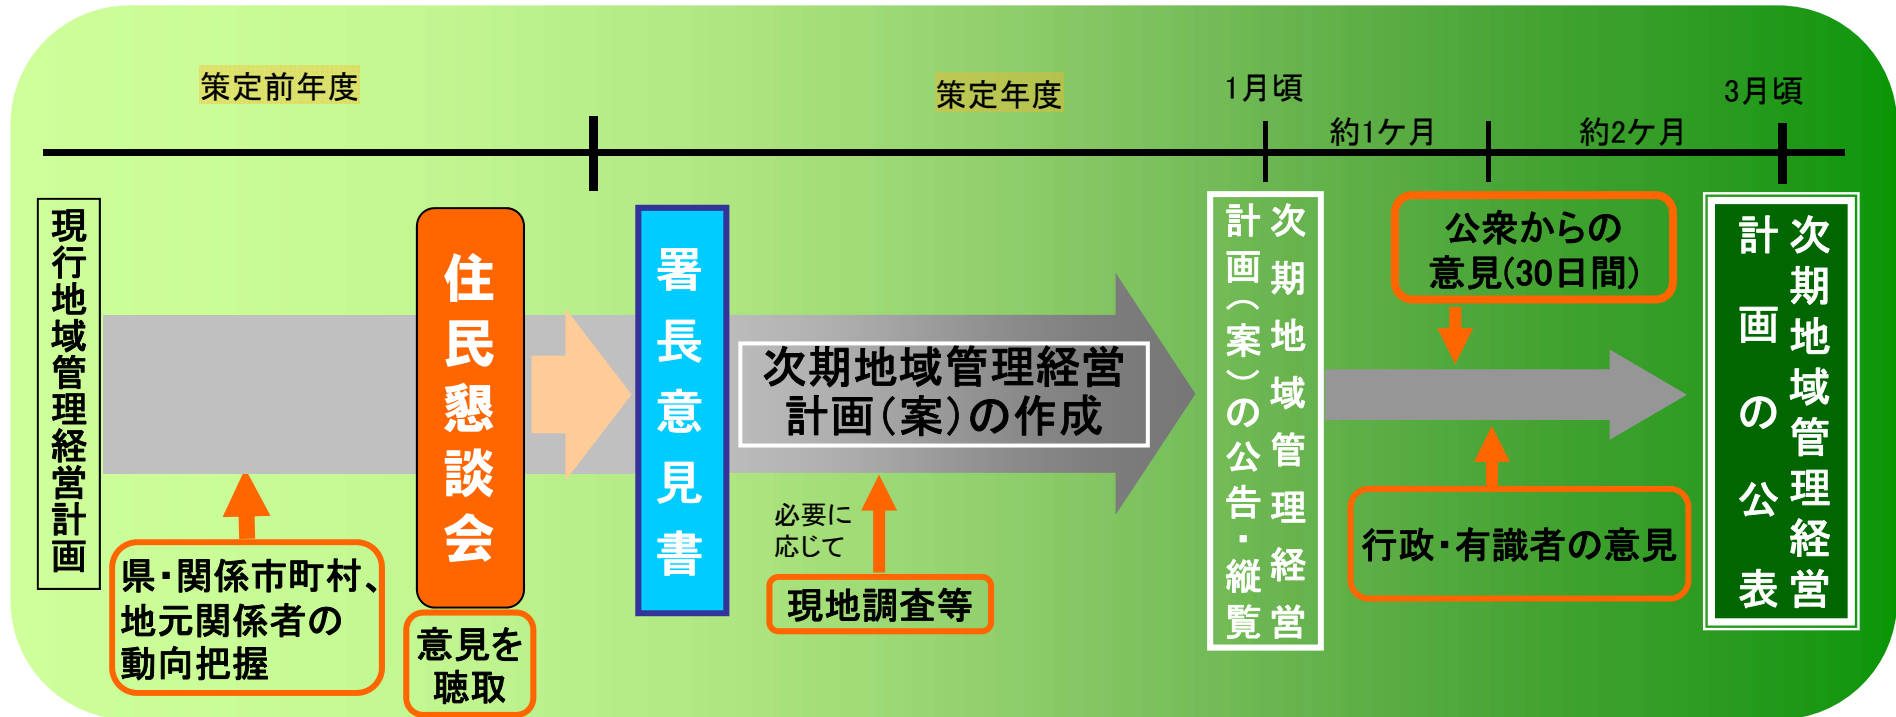 策定前年度
策定年度
1月頃
3月頃
約1ケ月
約2ケ月
現行地域管理経営計画
県・関係市町村、
地元関係者の
動向把握
住民懇談会
意見を
聴取
署長意見書
次期地域管理経営
計画(案)の作成
必要に
応じて
現地調査等
次期地域管理経営
計画(案)の公告・縦覧
公衆からの
意見(30日間)
行政・有識者の意見
次期地域管理経営
計画の公表